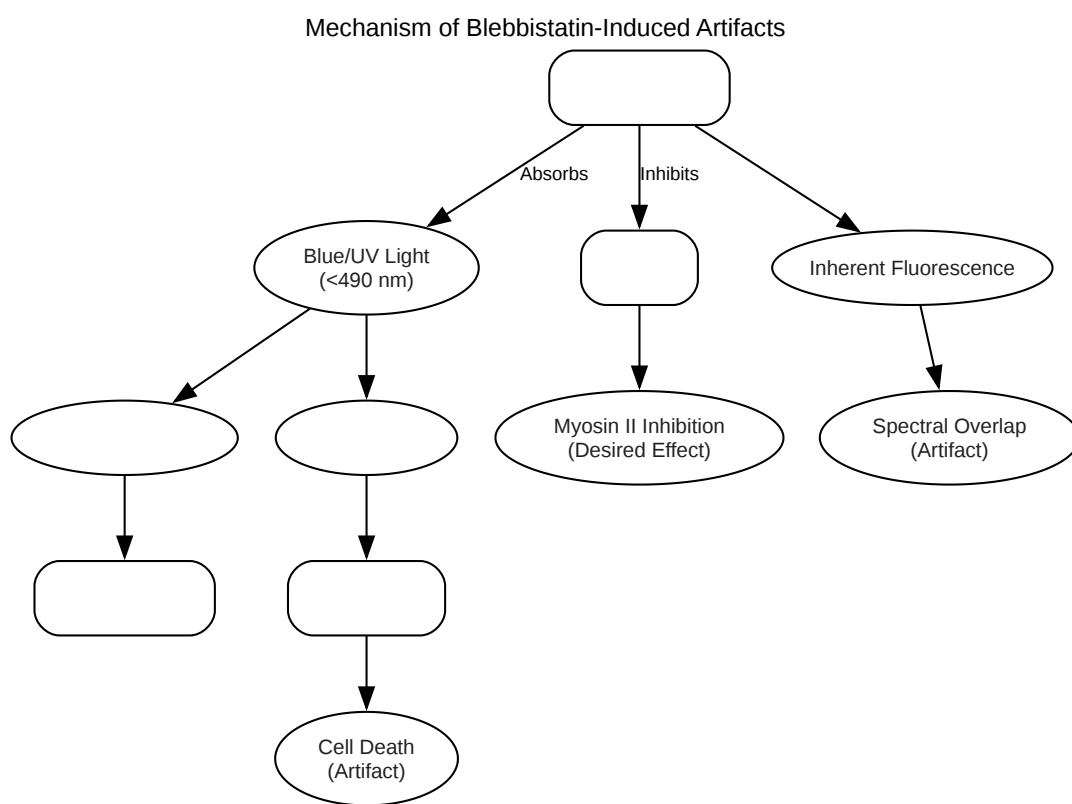 Mechanism of Blebbistatin-Induced Artifacts
Absorbs
Inhibits
Blue/UV Light
(<490 nm)
Inherent Fluorescence
Myosin II Inhibition
(Desired Effect)
Spectral Overlap
(Artifact)
Cell Death
(Artifact)